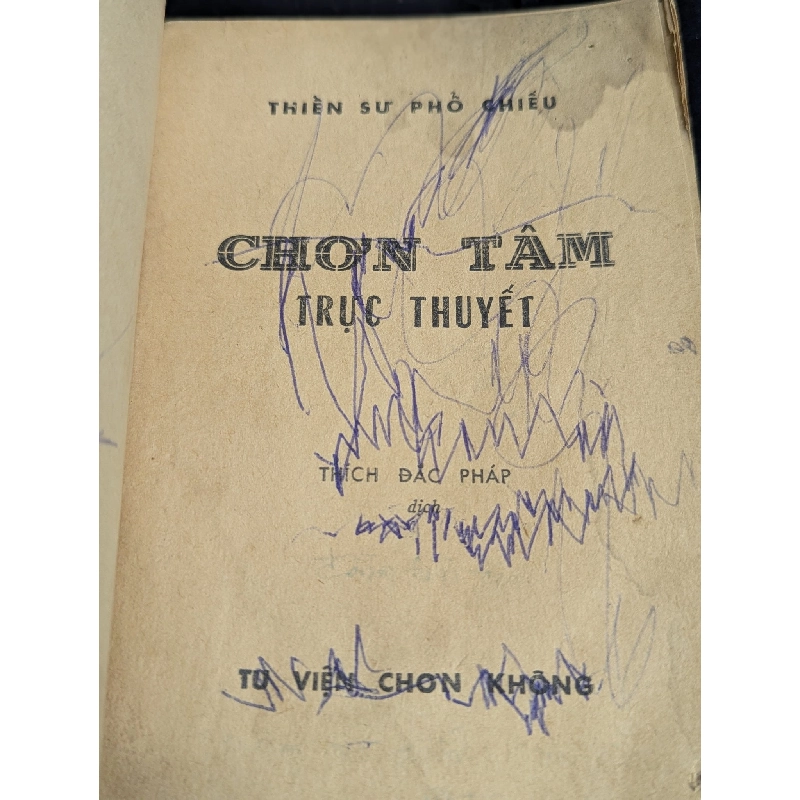 THIỀN SƯ PHỔ CHIẾU
CHƠN TÂM
TRỰC THUYẾT
THÍCH ĐẮC PHÁP
dịch
TU VIỆN CHƠN KHÔNG